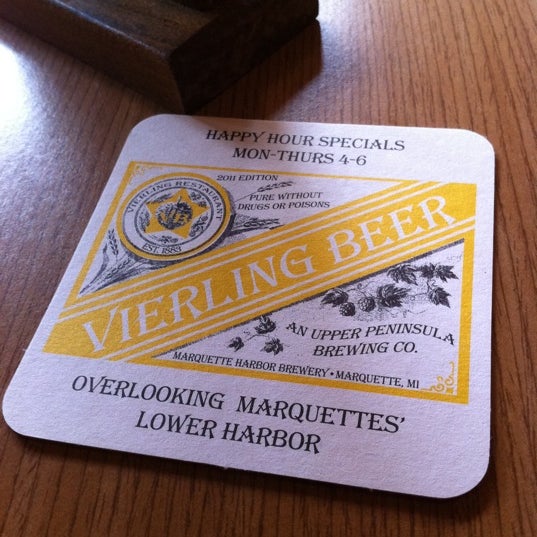 HAPPY HOUR SPECIALS
MON-THURS 4-6
2011 EDITION
PURE WITHOUT
DRUGS OR POISONS
VIERLING RESTAURANT
EST. 1883
VIERLING BEER
AN UPPER PENINSULA
BREWING CO.
MARQUETTE HARBOR BREWERY • MARQUETTE, MI
OVERLOOKING MARQUETTES'
LOWER HARBOR